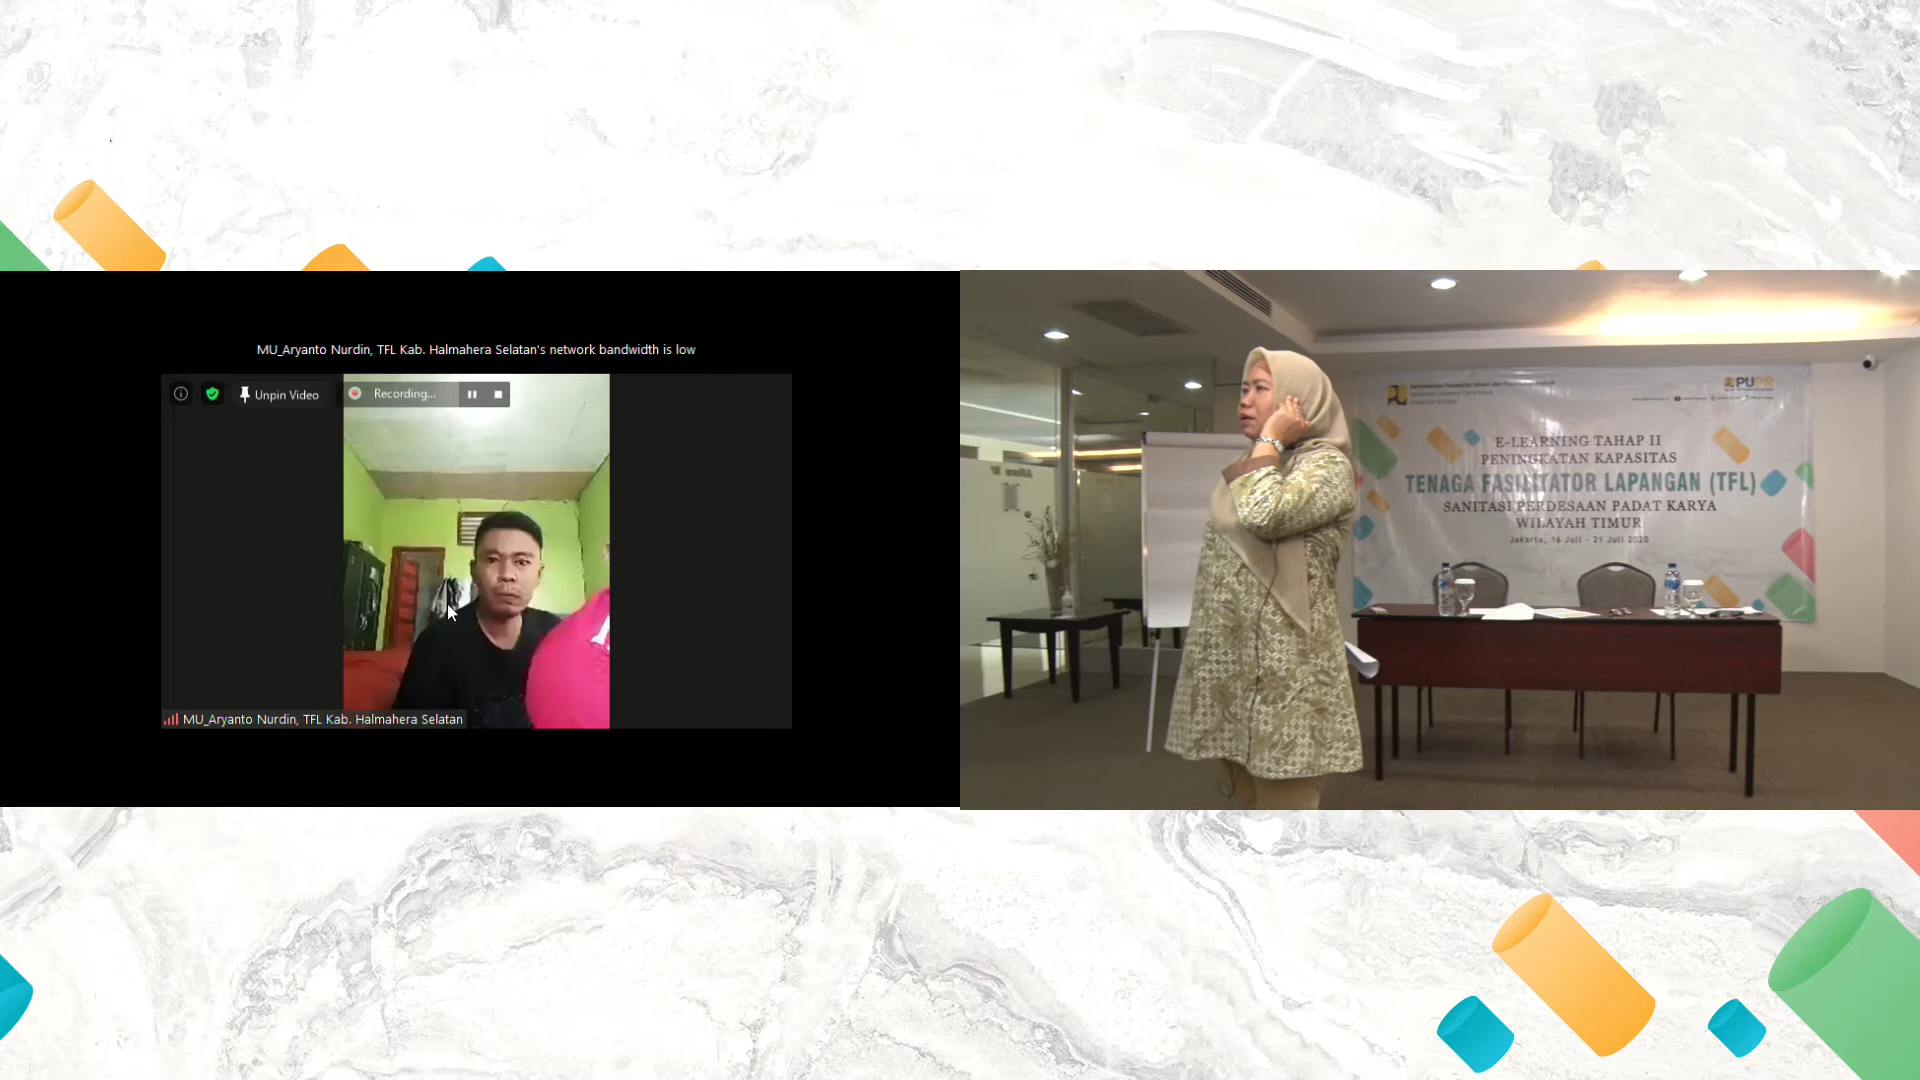 MU_Aryanto Nurdin, TFL Kab. Halmahera Selatan's network bandwidth is low
Unpin Video
Recording...
MU_Aryanto Nurdin, TFL Kab. Halmahera Selatan
PUPR
E-LEARNING TAHAP II
PENINGKATAN KAPASITAS
TENAGA FASILITATOR LAPANGAN (TFL)
SANITASI PERDESAAN PADAT KARYA
WILAYAH TIMUR
Jakarta, 16 Juli - 21 Juli 2020